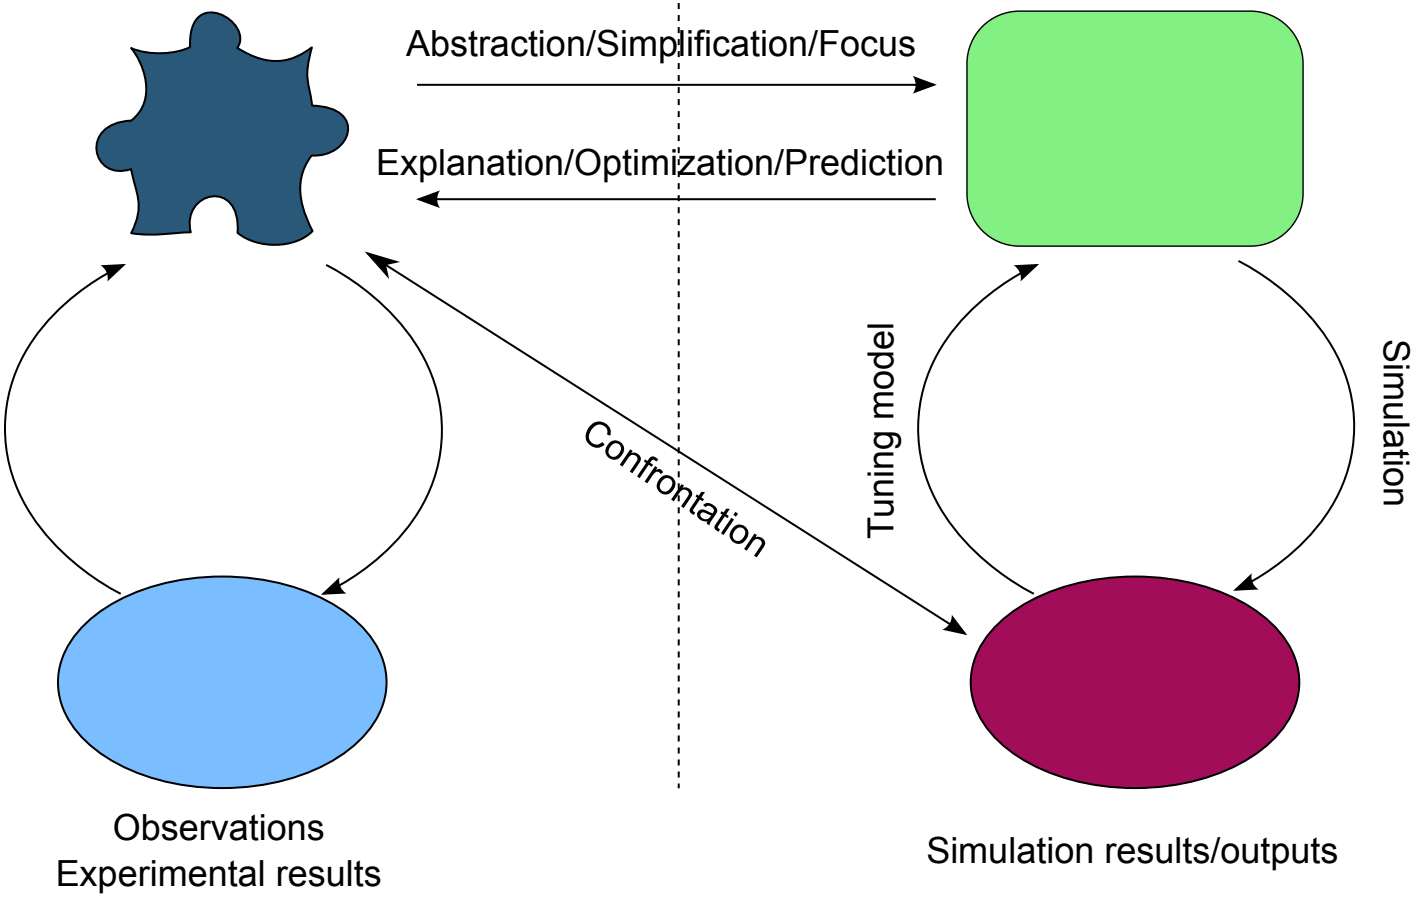 Abstraction/Simplification/Focus
Explanation/Optimization/Prediction
Confrontation
Tuning model
Simulation
Observations
Experimental results
Simulation results/outputs